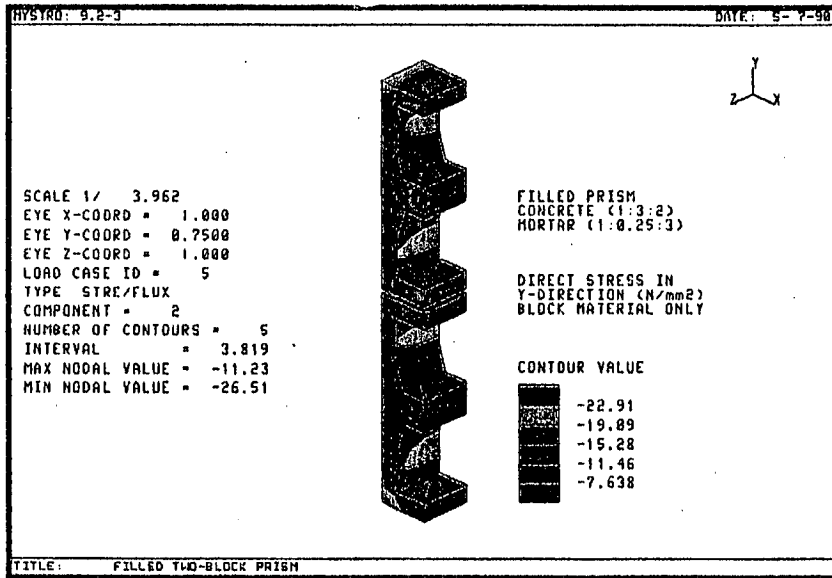 MYSTRO: 9.2-3
DATE: 5- 7-90
Y
Z
X
SCALE 1/ 3.962
EYE X-COORD = 1.000
EYE Y-COORD = 0.7500
EYE Z-COORD = 1.000
LOAD CASE ID = 5
TYPE STRE/FLUX
COMPONENT = 2
NUMBER OF CONTOURS = 5
INTERVAL = 3.819
MAX NODAL VALUE = -11.23
MIN NODAL VALUE = -26.51
FILLED PRISM
CONCRETE (1:3:2)
MORTAR (1:0.25:3)
DIRECT STRESS IN
Y-DIRECTION (N/mm2)
BLOCK MATERIAL ONLY
CONTOUR VALUE
-22.91
-19.09
-15.28
-11.46
-7.638
TITLE: FILLED TWO-BLOCK PRISM